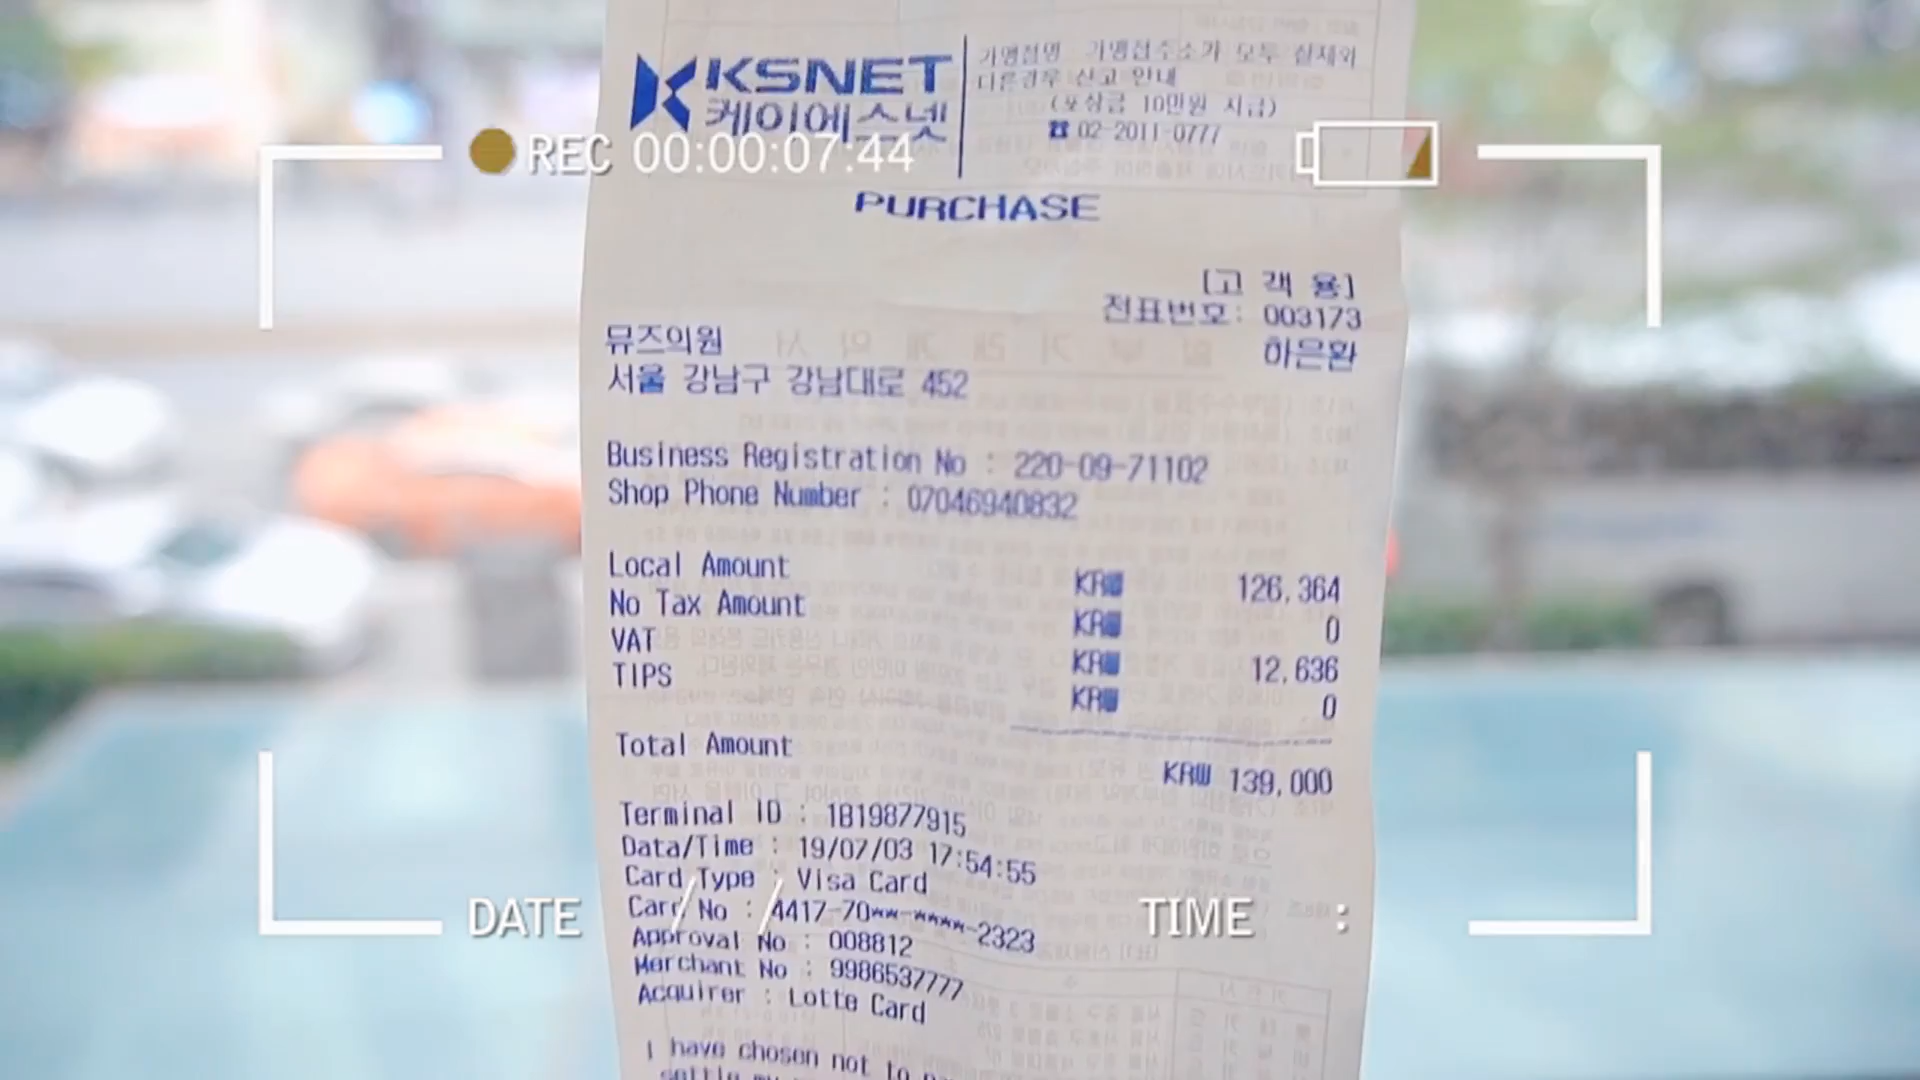 KSNET
케이에스넷
가맹점명 가맹점주소가 모두 실제와
다른경우 신고 안내
(포상금 10만원 지급)
☎ 02-2011-0777
REC 00:00:07:44
PURCHASE
[고 객 용]
전표번호: 003173
뮤즈의원 하은환
서울 강남구 강남대로 452
Business Registration No : 220-09-71102
Shop Phone Number : 07046940832
Local Amount KRW 126,364
No Tax Amount KRW 0
VAT KRW 12,636
TIPS KRW 0
Total Amount KRW 139,000
Terminal ID : 1819877915
Data/Time : 19/07/03 17:54:55
Card Type : Visa Card
Card No : 4417-70**-****-2323
DATE / / TIME :
Approval No : 008812
Merchant No : 9986537777
Acquirer : Lotte Card
I have chosen not to